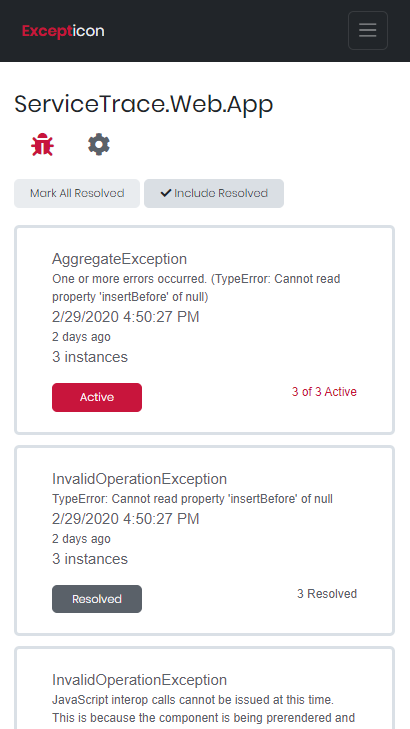 Excepticon
ServiceTrace.Web.App
Mark All Resolved
Include Resolved
AggregateException
One or more errors occurred. (TypeError: Cannot read
property 'insertBefore' of null)
2/29/2020 4:50:27 PM
2 days ago
3 instances
Active
3 of 3 Active
InvalidOperationException
TypeError: Cannot read property 'insertBefore' of null
2/29/2020 4:50:27 PM
2 days ago
3 instances
Resolved
3 Resolved
InvalidOperationException
JavaScript interop calls cannot be issued at this time.
This is because the component is being prerendered and